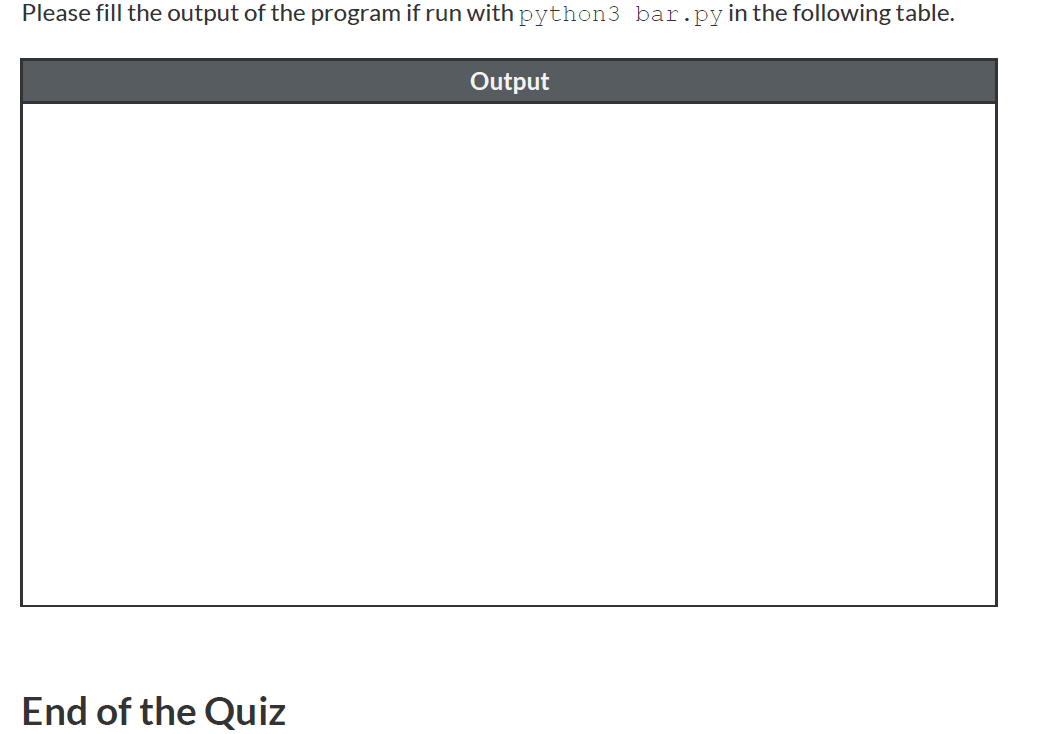 Please fill the output of the program if run with python3 bar.py in the following table.
Output
End of the Quiz